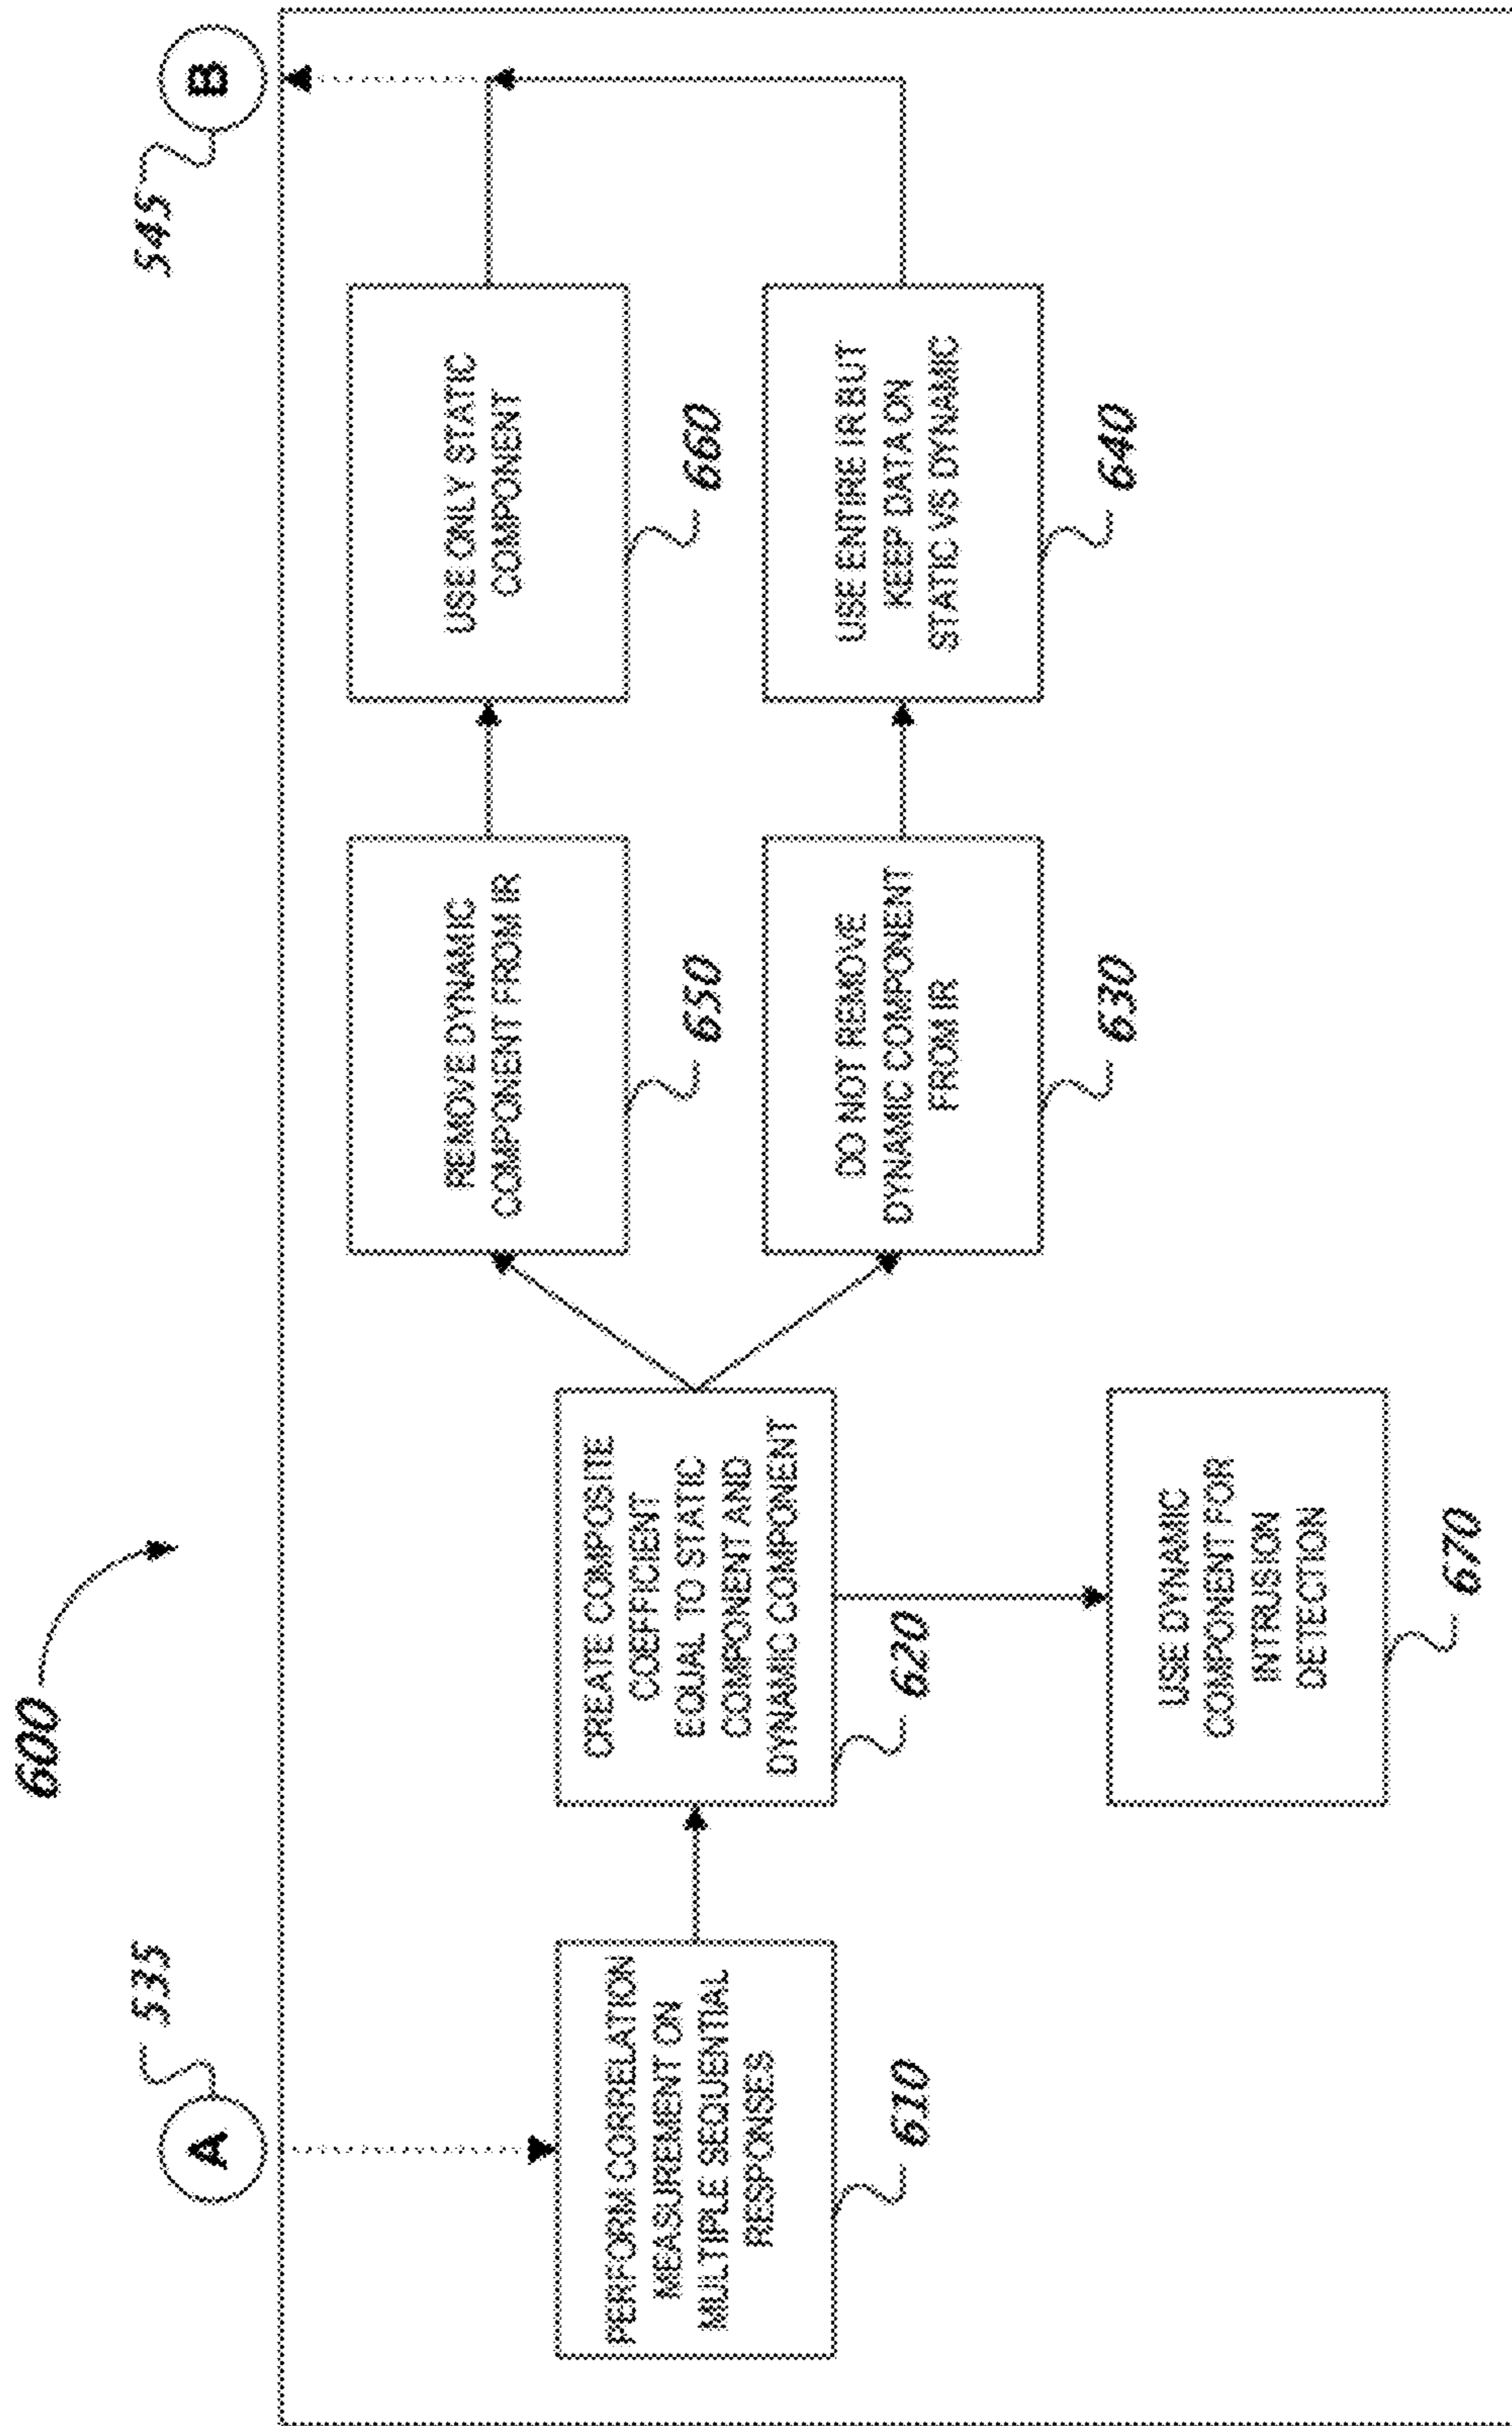 600
A
535
B
545
PERFORM CORRELATION
MEASUREMENT ON
MULTIPLE SEQUENTIAL
RESPONSES
610
CREATE COMPOSITE
COEFFICIENT
EQUAL TO STATIC
COMPONENT AND
DYNAMIC COMPONENT
620
REMOVE DYNAMIC
COMPONENT FROM IR
650
USE ONLY STATIC
COMPONENT
660
DO NOT REMOVE
DYNAMIC COMPONENT
FROM IR
630
USE ENTIRE IR BUT
KEEP DATA ON
STATIC VS DYNAMIC
640
USE DYNAMIC
COMPONENT FOR
INTRUSION
DETECTION
670